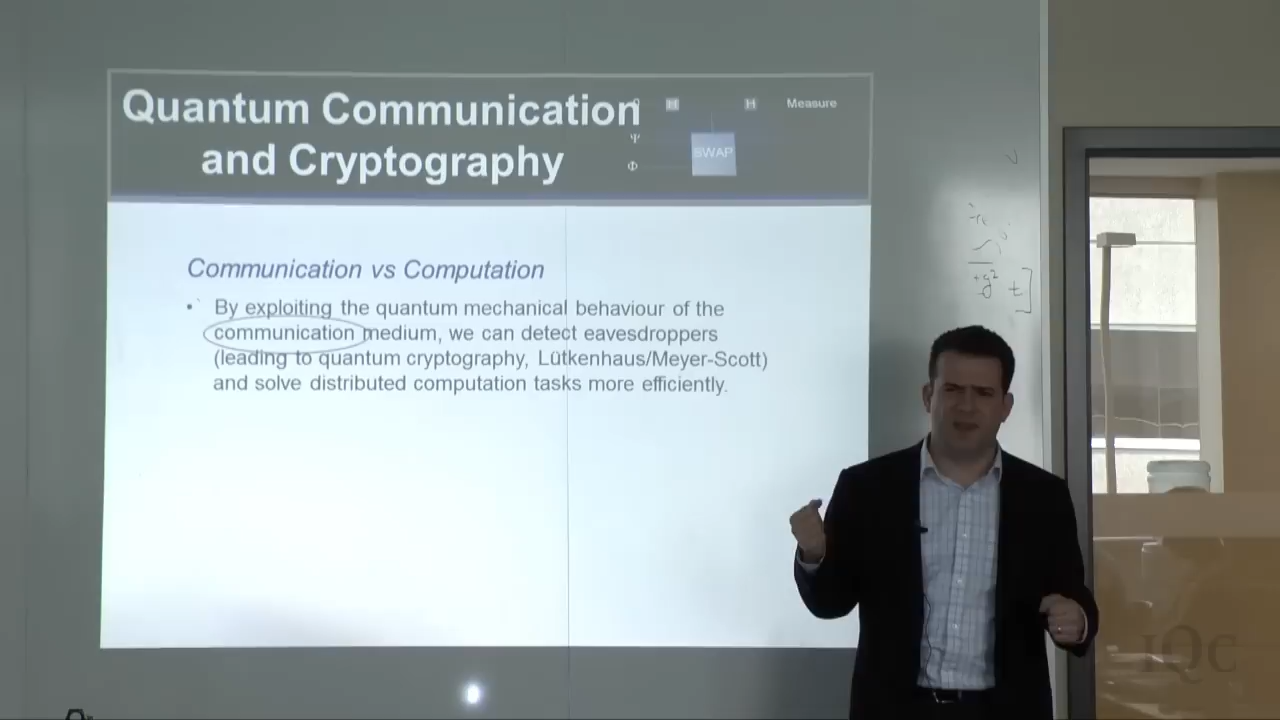 Quantum Communication
and Cryptography
H H Measure
Ψ
SWAP
Φ
Communication vs Computation
• By exploiting the quantum mechanical behaviour of the
communication medium, we can detect eavesdroppers
(leading to quantum cryptography, Lütkenhaus/Meyer-Scott)
and solve distributed computation tasks more efficiently.
IQC